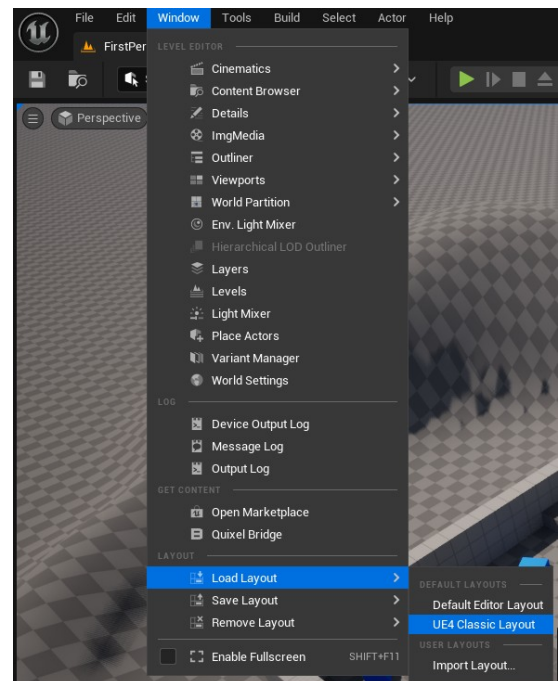 File Edit Window Tools Build Select Actor Help
FirstPer
Perspective
LEVEL EDITOR
Cinematics
Content Browser
Details
ImgMedia
Outliner
Viewports
World Partition
Env. Light Mixer
Hierarchical LOD Outliner
Layers
Levels
Light Mixer
Place Actors
Variant Manager
World Settings
LOG
Device Output Log
Message Log
Output Log
GET CONTENT
Open Marketplace
Quixel Bridge
LAYOUT
Load Layout
Save Layout
Remove Layout
Enable Fullscreen SHIFT+F11
DEFAULT LAYOUTS
Default Editor Layout
UE4 Classic Layout
USER LAYOUTS
Import Layout...